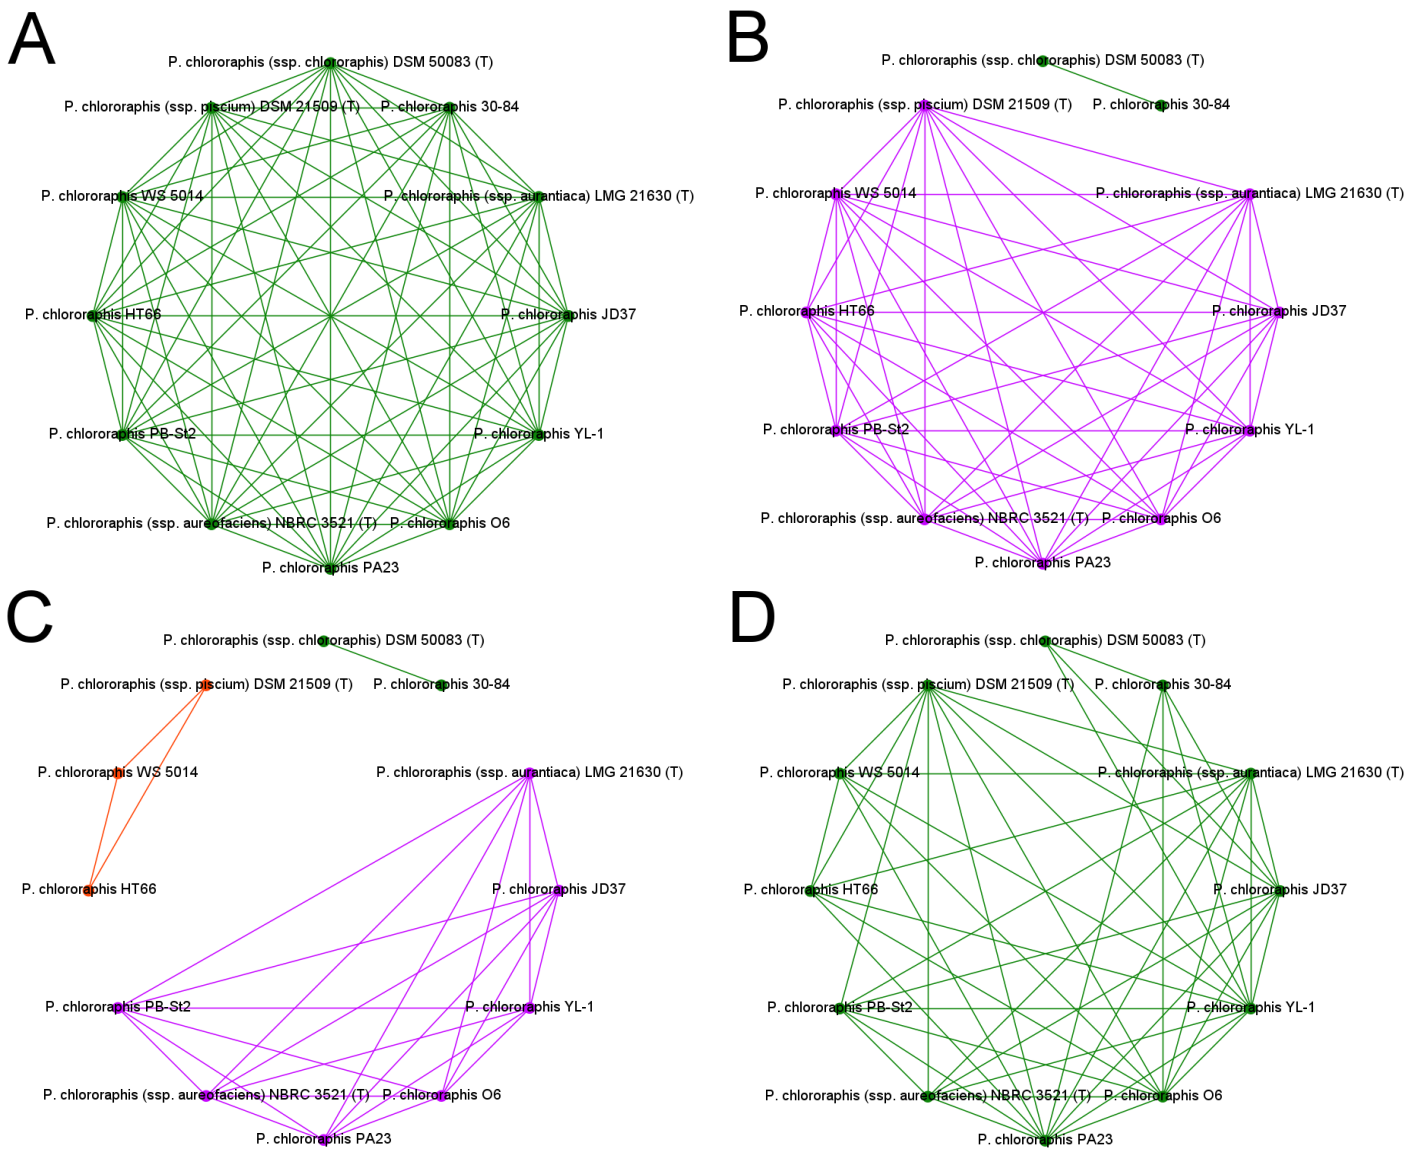 A
P. chlororaphis (ssp. chlororaphis) DSM 50083 (T)
P. chlororaphis (ssp. piscium) DSM 21509 (T)
P. chlororaphis 30-84
P. chlororaphis WS 5014
P. chlororaphis (ssp. aurantiaca) LMG 21630 (T)
P. chlororaphis HT66
P. chlororaphis JD37
P. chlororaphis PB-St2
P. chlororaphis YL-1
P. chlororaphis (ssp. aureofaciens) NBRC 3521 (T)
P. chlororaphis O6
P. chlororaphis PA23
B
P. chlororaphis (ssp. chlororaphis) DSM 50083 (T)
P. chlororaphis (ssp. piscium) DSM 21509 (T)
P. chlororaphis 30-84
P. chlororaphis WS 5014
P. chlororaphis (ssp. aurantiaca) LMG 21630 (T)
P. chlororaphis HT66
P. chlororaphis JD37
P. chlororaphis PB-St2
P. chlororaphis YL-1
P. chlororaphis (ssp. aureofaciens) NBRC 3521 (T)
P. chlororaphis O6
P. chlororaphis PA23
C
P. chlororaphis (ssp. chlororaphis) DSM 50083 (T)
P. chlororaphis (ssp. piscium) DSM 21509 (T)
P. chlororaphis 30-84
P. chlororaphis WS 5014
P. chlororaphis (ssp. aurantiaca) LMG 21630 (T)
P. chlororaphis HT66
P. chlororaphis JD37
P. chlororaphis PB-St2
P. chlororaphis YL-1
P. chlororaphis (ssp. aureofaciens) NBRC 3521 (T)
P. chlororaphis O6
P. chlororaphis PA23
D
P. chlororaphis (ssp. chlororaphis) DSM 50083 (T)
P. chlororaphis (ssp. piscium) DSM 21509 (T)
P. chlororaphis 30-84
P. chlororaphis WS 5014
P. chlororaphis (ssp. aurantiaca) LMG 21630 (T)
P. chlororaphis HT66
P. chlororaphis JD37
P. chlororaphis PB-St2
P. chlororaphis YL-1
P. chlororaphis (ssp. aureofaciens) NBRC 3521 (T)
P. chlororaphis O6
P. chlororaphis PA23